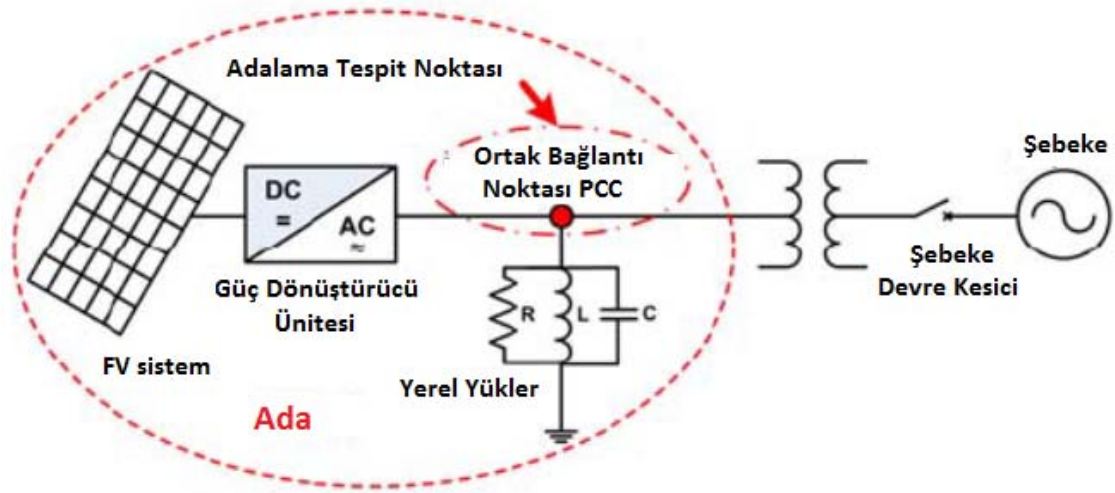 Adalama Tespit Noktası
Ortak Bağlantı
Noktası PCC
Şebeke
DC
=
AC
≈
Güç Dönüştürücü
Ünitesi
Şebeke
Devre Kesici
R
L
C
FV sistem
Yerel Yükler
Ada